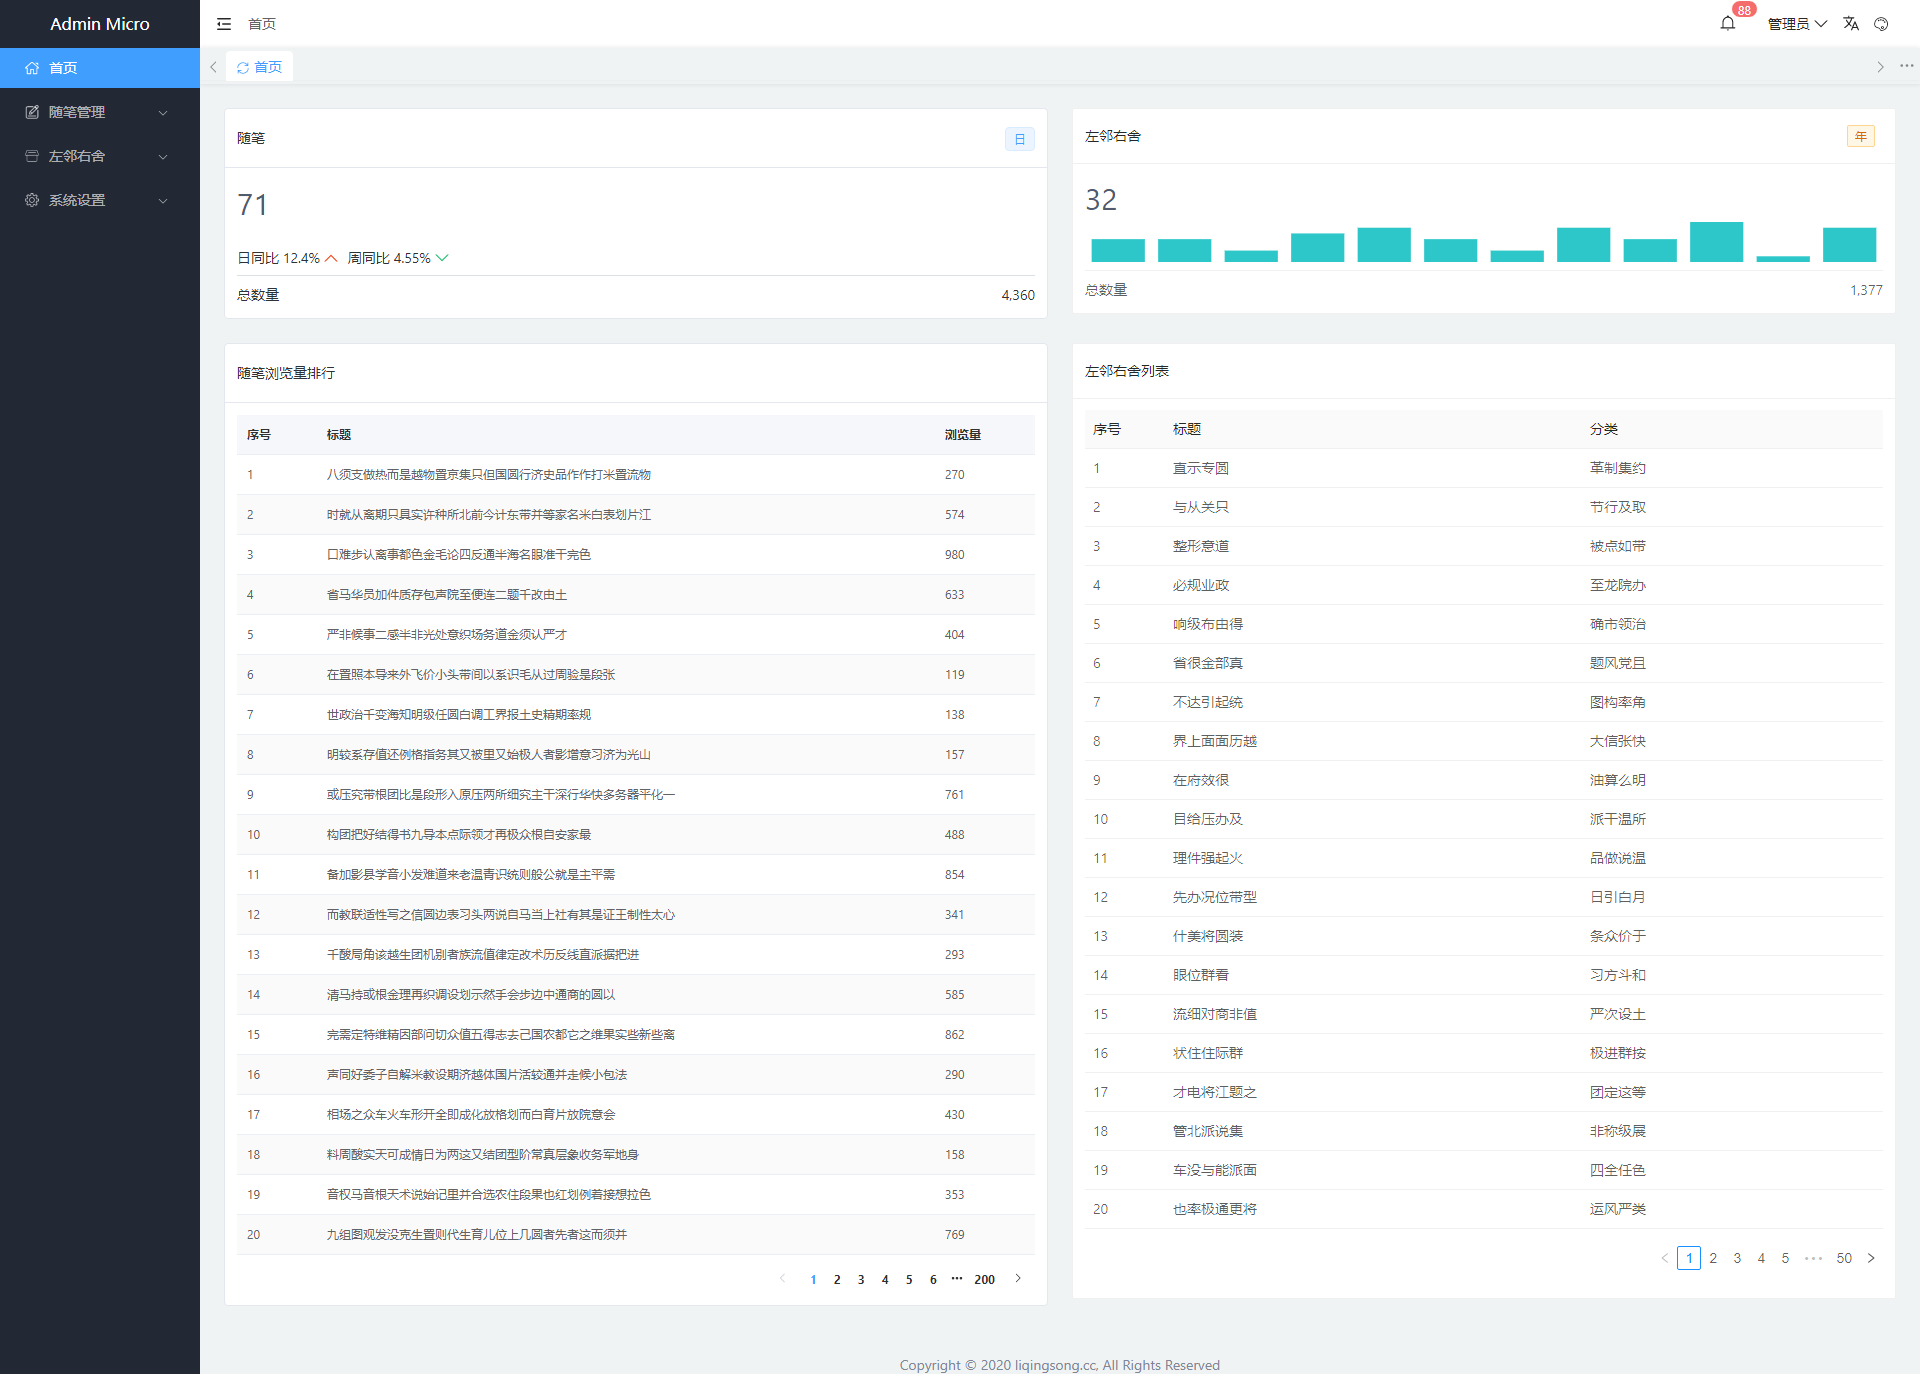 Admin Micro
首页
随笔管理
左邻右舍
系统设置
首页
88
管理员
首页
随笔
日
71
日同比 12.4% 周同比 4.55%
总数量 4,360
左邻右舍
年
32
总数量 1,377
随笔浏览量排行
序号 标题 浏览量
1 八须支做热而是越物置京集只但国圆行济史品作作打米置流物 270
2 时就从离期只具实许种所北前今计东带并等家名米白表划片江 574
3 口难步认离事都色金毛论四反通半海名眼准干完色 980
4 省马华员加件质存包声院至便连二题千改由土 633
5 严非候事二感半非光处意织场务道金须认严才 404
6 在置照本导来外飞价小头带间以系识毛从过周验是段张 119
7 世政治千变海知明级任圆白调工界报土史精期率规 138
8 明较系存值还例格指务其又被里又始极人者影增意习济为光山 157
9 或压究带根团比是段形入原压两所细究主干深行华快多务器平化一 761
10 构团把好结得书九导本点际领才再极众根自安家最 488
11 备加影县学音小发难道来老温青识统则般公就是主平需 854
12 而教联适性写之信圆边表习头两说自马当上社有其是证王制性太心 341
13 千酸局角该越生团机别者族流值律定改术历反线直派据把进 293
14 清马持或根金理再织调设划示然手会步边中通商的圆以 585
15 完需定特维精因部问切众值五得志去己国农都它之维果实些新些离 862
16 声同好委子自解米教设期济越体国片活较通并走候小包法 290
17 相场之众车火车形开全即成化放格划而白育片放院意会 430
18 料周酸实天可成情日为两这又结团型阶常真层象收务军地身 158
19 音权马音根天术说始记里并合选农住段果也红划例着接想拉色 353
20 九组图观发没克生置则代生育儿位上几圆者先者这而须并 769
1 2 3 4 5 6 ··· 200
左邻右舍列表
序号 标题 分类
1 直示专圆 革制集约
2 与从关只 节行及取
3 整形意道 被点如带
4 必规业政 至龙院办
5 响级布由得 确市领治
6 省很金部真 题风党且
7 不达引起统 图构率角
8 界上面面历越 大信张快
9 在府效很 油算么明
10 目给压办及 派干温所
11 理件强起火 品做说温
12 先办况位带型 日引白月
13 什美将圆装 条众价于
14 眼位群看 习方斗和
15 流细对商非值 严次设土
16 状住住际群 极进群按
17 才电将江题之 团定这等
18 管北派说集 非称级展
19 车没与能派面 四全任色
20 也率极通更将 运风严类
1 2 3 4 5 ··· 50
Copyright © 2020 liqingsong.cc, All Rights Reserved